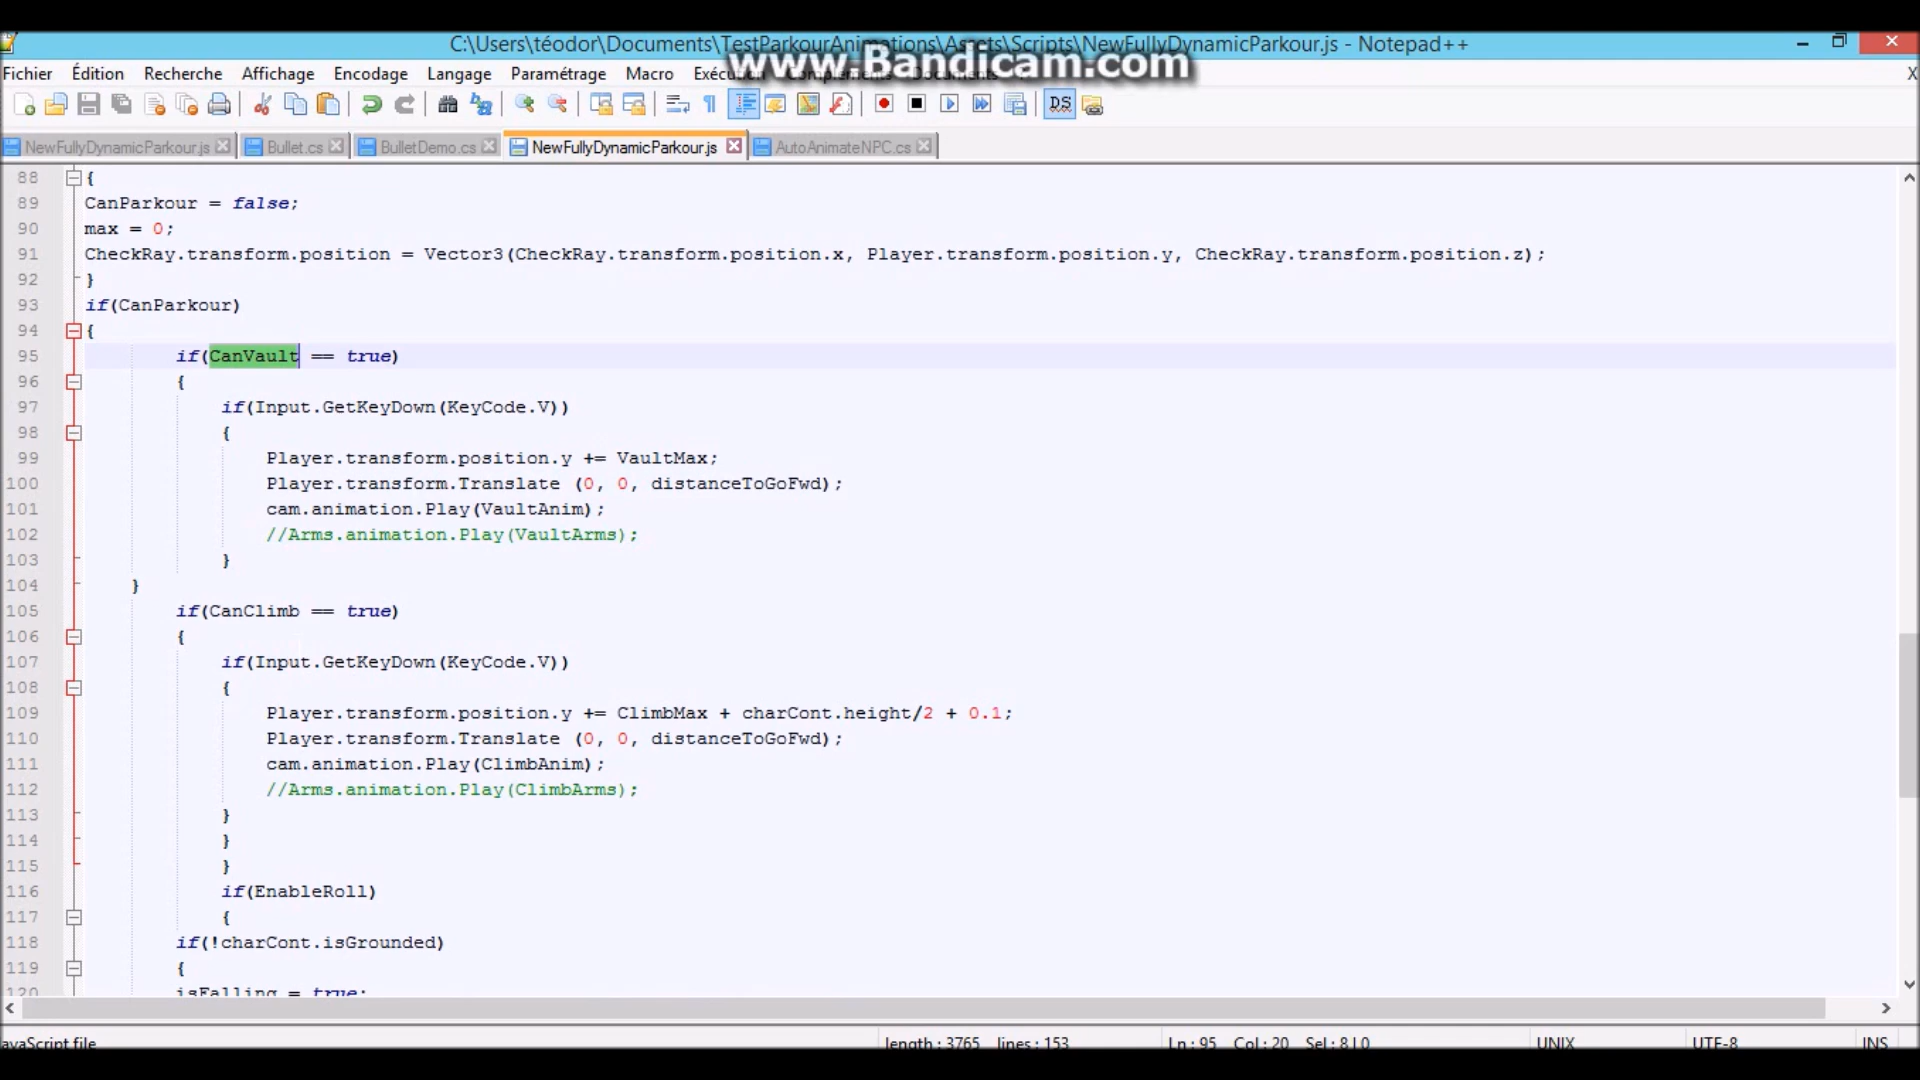 C:\Users\téodor\Documents\TestParkourAnimations\Assets\Scripts\NewFullyDynamicParkour.js - Notepad++
www.Bandicam.com
Fichier Édition Recherche Affichage Encodage Langage Paramétrage Macro Exécution Compléments Documents X
NewFullyDynamicParkour.js Bullet.cs BulletDemo.cs NewFullyDynamicParkour.js AutoAnimateNPC.cs
88 {
89 CanParkour = false;
90 max = 0;
91 CheckRay.transform.position = Vector3(CheckRay.transform.position.x, Player.transform.position.y, CheckRay.transform.position.z);
92 }
93 if(CanParkour)
94 {
95 if(CanVault == true)
96 {
97 if(Input.GetKeyDown(KeyCode.V))
98 {
99 Player.transform.position.y += VaultMax;
100 Player.transform.Translate (0, 0, distanceToGoFwd);
101 cam.animation.Play(VaultAnim);
102 //Arms.animation.Play(VaultArms);
103 }
104 }
105 if(CanClimb == true)
106 {
107 if(Input.GetKeyDown(KeyCode.V))
108 {
109 Player.transform.position.y += ClimbMax + charCont.height/2 + 0.1;
110 Player.transform.Translate (0, 0, distanceToGoFwd);
111 cam.animation.Play(ClimbAnim);
112 //Arms.animation.Play(ClimbArms);
113 }
114 }
115 }
116 if(EnableRoll)
117 {
118 if(!charCont.isGrounded)
119 {
120 isFalling = true;
avaScript file length : 3765 lines : 153 Ln : 95 Col : 20 Sel : 8 | 0 UNIX UTF-8 INS